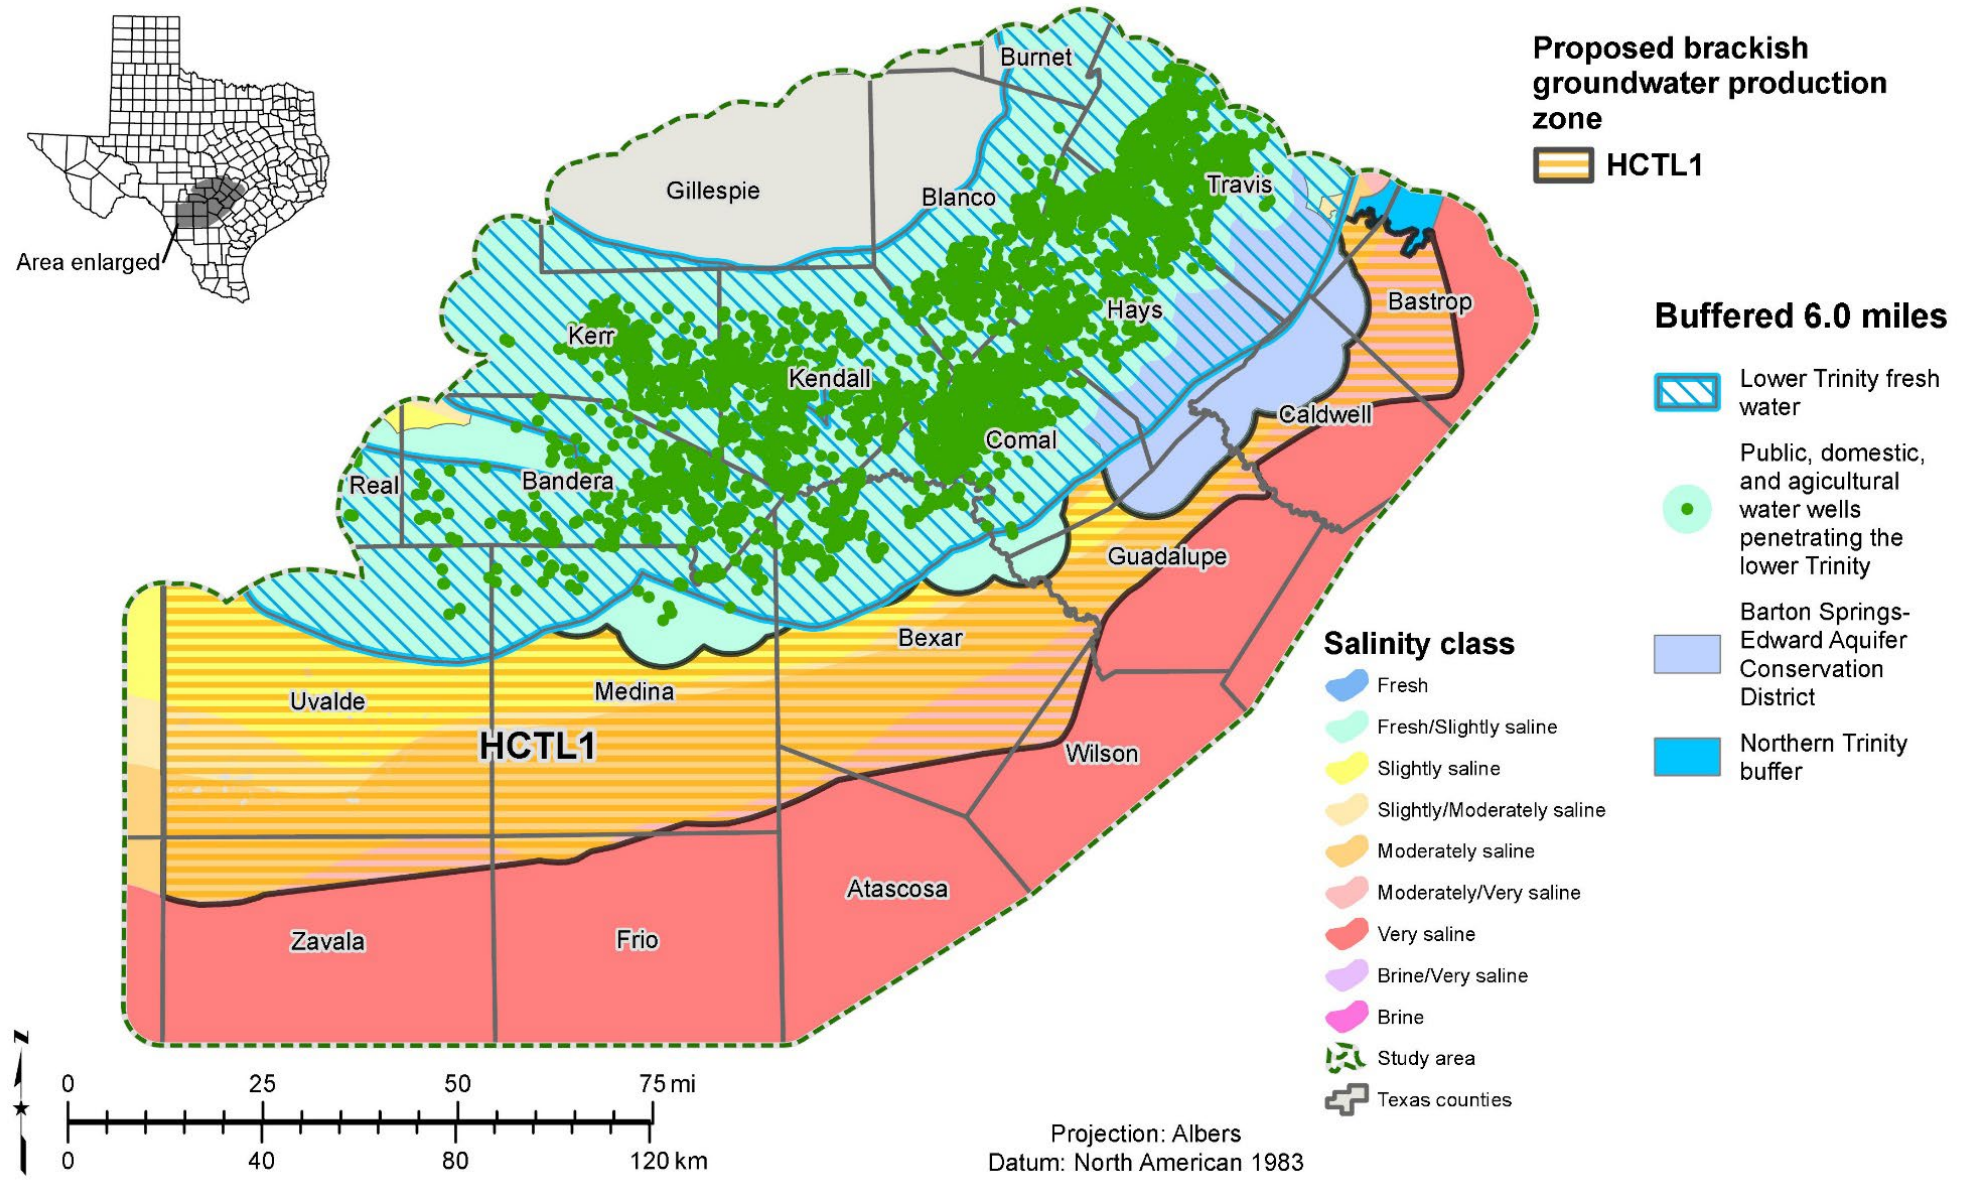 Area enlarged
Burnet
Gillespie
Blanco
Travis
Kerr
Hays
Bastrop
Kendall
Caldwell
Comal
Real
Bandera
Guadalupe
Bexar
Uvalde
Medina
HCTL1
Wilson
Atascosa
Zavala
Frio
Proposed brackish
groundwater production
zone
HCTL1
Buffered 6.0 miles
Lower Trinity fresh
water
Public, domestic,
and agicultural
water wells
penetrating the
lower Trinity
Barton Springs-
Edward Aquifer
Conservation
District
Northern Trinity
buffer
Salinity class
Fresh
Fresh/Slightly saline
Slightly saline
Slightly/Moderately saline
Moderately saline
Moderately/Very saline
Very saline
Brine/Very saline
Brine
Study area
Texas counties
N
0 25 50 75 mi
0 40 80 120 km
Projection: Albers
Datum: North American 1983